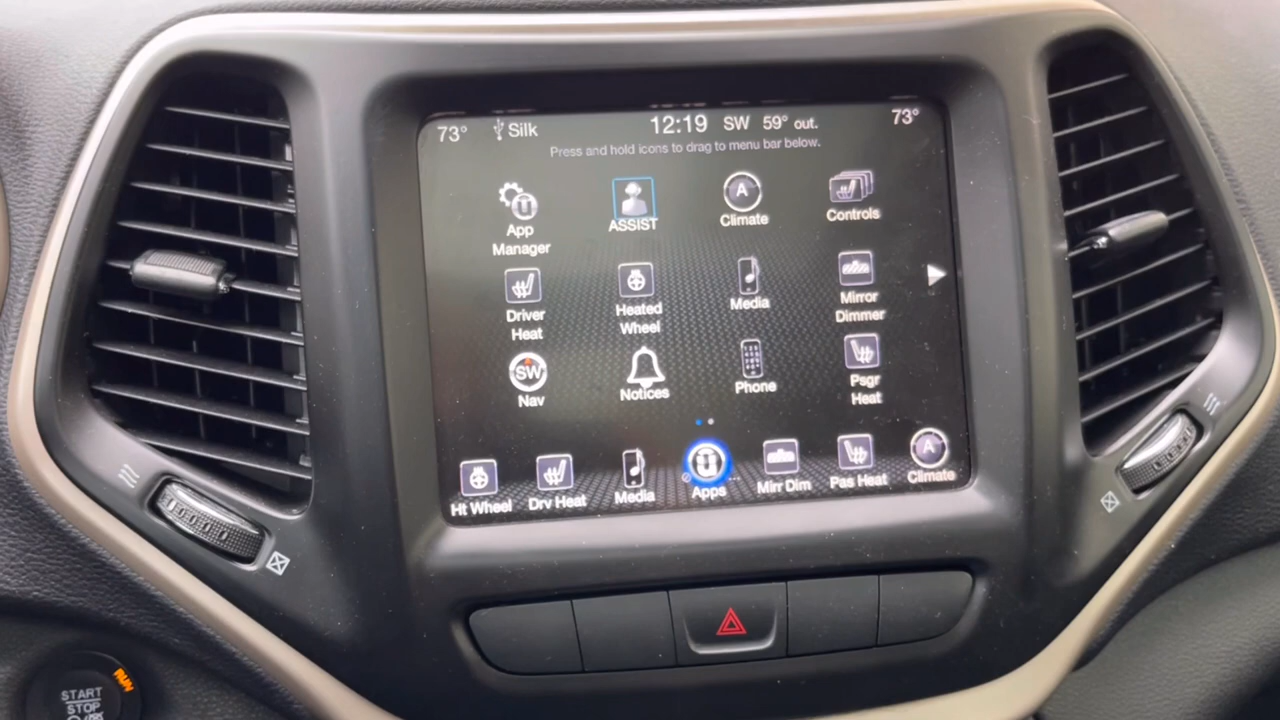 73° Silk 12:19 SW 59° out. 73°
Press and hold icons to drag to menu bar below.
App Manager
ASSIST
A
Climate
Controls
Driver Heat
Heated Wheel
Media
Mirror Dimmer
SW
Nav
Notices
Phone
Psgr Heat
Ht Wheel
Drv Heat
Media
Apps
Mirr Dim
Pas Heat
A
Climate
START
STOP
RUN